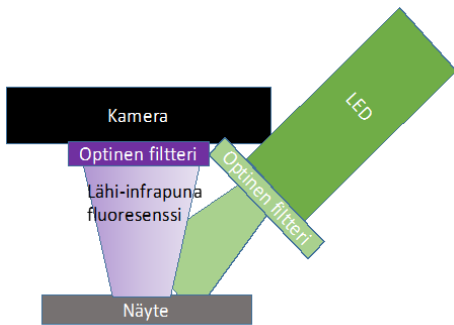 Kamera
LED
Optinen filtteri
Optinen filtteri
Lähi-infrapuna
fluoresenssi
Näyte